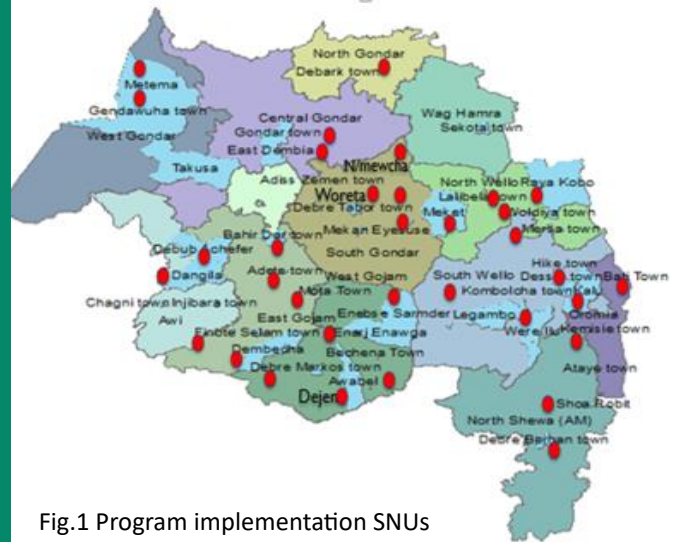 North Gondar
Debark town
Metema
Gendawuha town
West Gondar
Central Gondar
Gondar town
East Dembia
Wag Hamra
Sekota town
N/mewcha
Takusa
Adiss Zemen town
Woreta
Debre Tabor town
North Wello
Raya Kobo
Lalibela town
Woldiya town
Meket
Mersa town
Mekan Eyesuse
Bahir Dar town
South Gondar
Debub Achefer
Dangila
Adet town
West Gojam
South Wello
Hike town
Dessie town
Bati Town
Kombolcha town
Kalu
Mota Town
Chagni town
Injibara town
Awi
East Gojam
Enebse Sarmder
Legambo
Oromia
Finote Selam town
Enarj Enawga
Were Ilu
Kemisie town
Dembecha
Bechena Town
Ataye town
Debre Markos town
Awabel
Dejen
Shoa Robit
North Shewa (AM)
Debre Berhan town
Fig.1 Program implementation SNUs